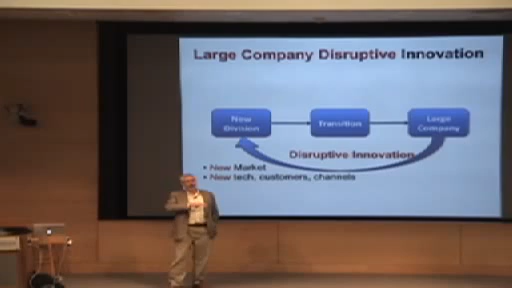 Large Company Disruptive Innovation
New
Division
Transition
Large
Company
Disruptive Innovation
• New Market
• New tech, customers, channels